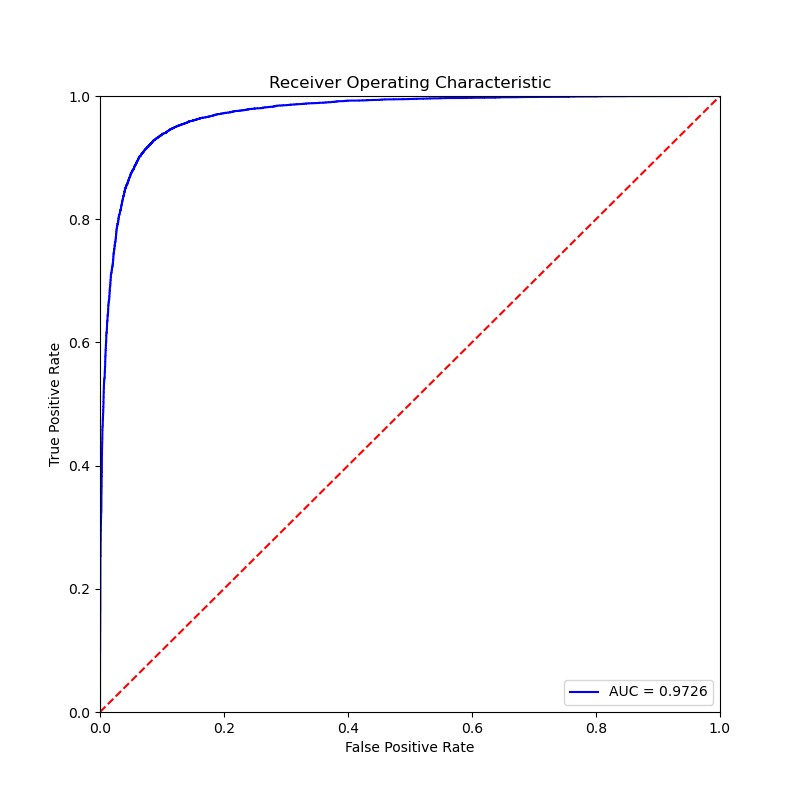 Receiver Operating Characteristic
1.0
0.8
0.6
0.4
0.2
0.0
True Positive Rate
AUC = 0.9726
0.0 0.2 0.4 0.6 0.8 1.0
False Positive Rate